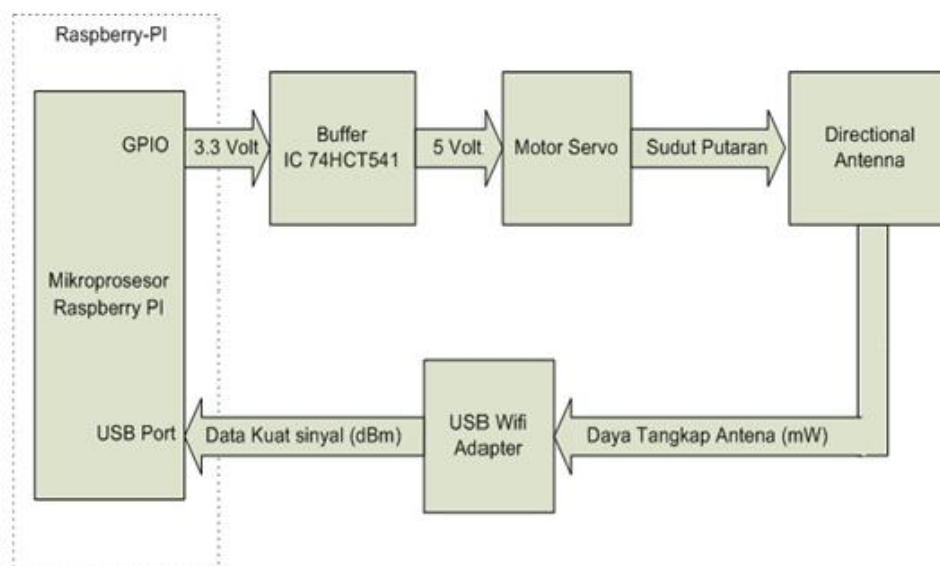 Raspberry-PI
GPIO
3.3 Volt
Buffer
IC 74HCT541
5 Volt
Motor Servo
Sudut Putaran
Directional
Antenna
Mikroprosesor
Raspberry PI
USB Port
Data Kuat sinyal (dBm)
USB Wifi
Adapter
Daya Tangkap Antena (mW)